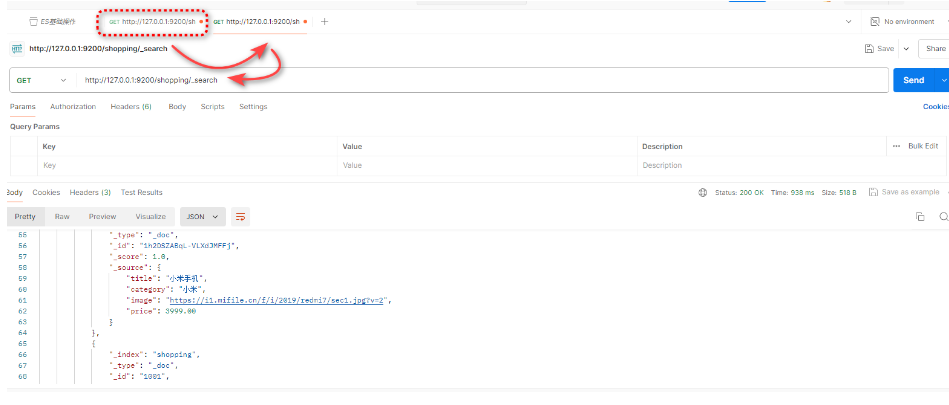 ES基础操作 GET http://127.0.0.1:9200/sh GET http://127.0.0.1:9200/sh + No environment
HTTP http://127.0.0.1:9200/shopping/_search Save Share
GET http://127.0.0.1:9200/shopping/_search Send
Params Authorization Headers (6) Body Scripts Settings Cookies
Query Params
Key Value Description ••• Bulk Edit
Key Value Description
Body Cookies Headers (3) Test Results Status: 200 OK Time: 938 ms Size: 518 B Save as example
Pretty Raw Preview Visualize JSON
55 "_type": "_doc",
56 "_id": "1h2DSZABqL-VLXdJMFFj",
57 "_score": 1.0,
58 "_source": {
59 "title": "小米手机",
60 "category": "小米",
61 "image": "https://i1.mifile.cn/f/i/2019/redmi7/sec1.jpg?v=2",
62 "price": 3999.00
63 }
64 },
65 {
66 "_index": "shopping",
67 "_type": "_doc",
68 "_id": "1001",